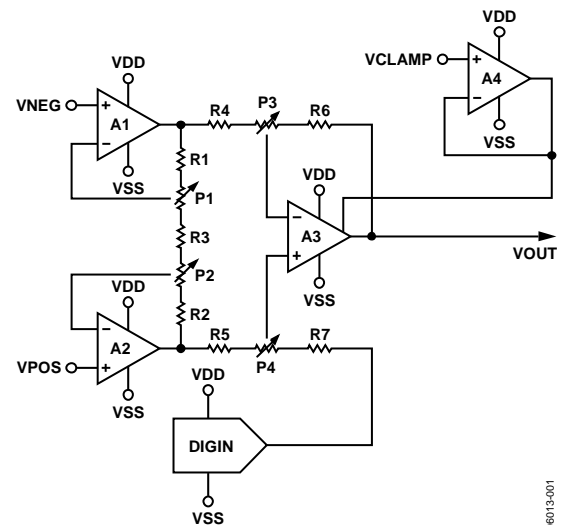 VDD
VCLAMP
+
A4
−
VSS
VDD
VNEG
+
A1
−
VSS
R4
P3
R6
R1
P1
R3
P2
R2
VDD
−
A3
+
VSS
VOUT
VDD
−
A2
+
VPOS
VSS
R5
P4
R7
VDD
DIGIN
VSS
06013-001